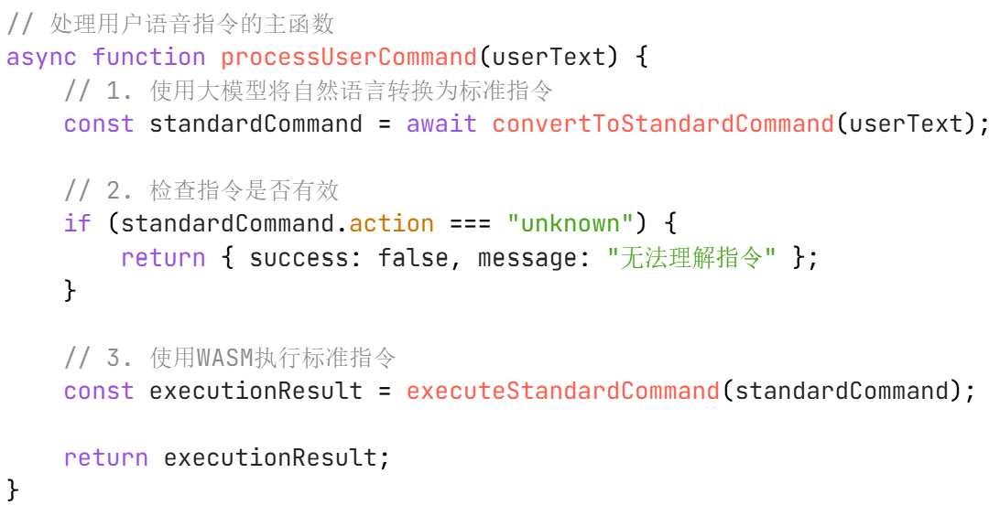 // 处理用户语音指令的主函数
async function processUserCommand(userText) {
    // 1. 使用大模型将自然语言转换为标准指令
    const standardCommand = await convertToStandardCommand(userText);

    // 2. 检查指令是否有效
    if (standardCommand.action === "unknown") {
        return { success: false, message: "无法理解指令" };
    }

    // 3. 使用WASM执行标准指令
    const executionResult = executeStandardCommand(standardCommand);

    return executionResult;
}